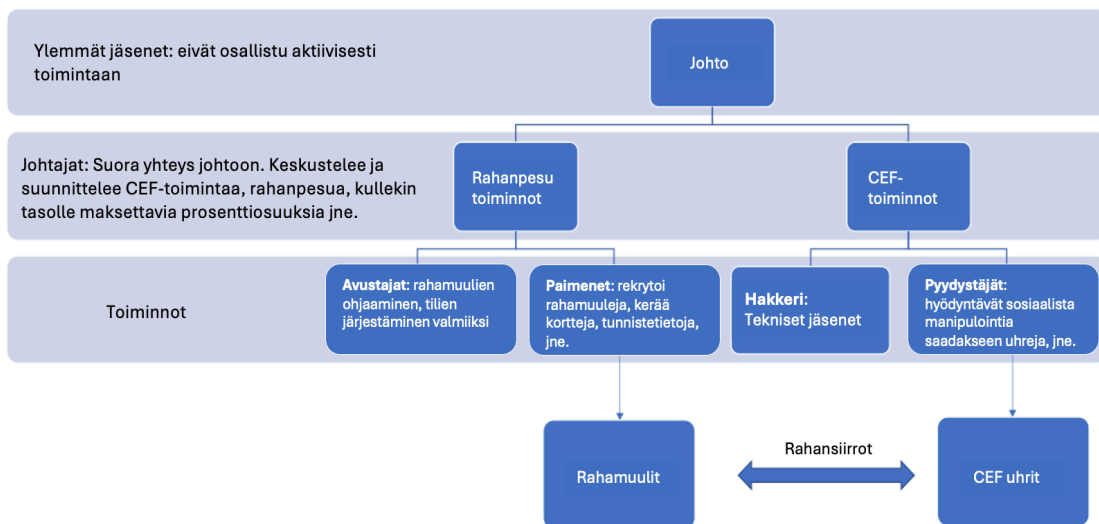 Ylemmät jäsenet: eivät osallistu aktiivisesti
toimintaan
Johto
Johtajat: Suora yhteys johtoon. Keskustelee ja
suunnittelee CEF-toimintaa, rahanpesua, kullekin
tasolle maksettavia prosenttiosuuksia jne.
Rahanpesu
toiminnot
CEF-
toiminnot
Toiminnot
Avustajat: rahamuulien
ohjaaminen, tilien
järjestäminen valmiiksi
Paimenet: rekrytoi
rahamuuleja, kerää
kortteja, tunnistetietoja,
jne.
Hakkeri:
Tekniset jäsenet
Pyydystäjät:
hyödyntävät sosiaalista
manipulointia
saadakseen uhreja, jne.
Rahamuulit
Rahansiirrot
CEF uhrit